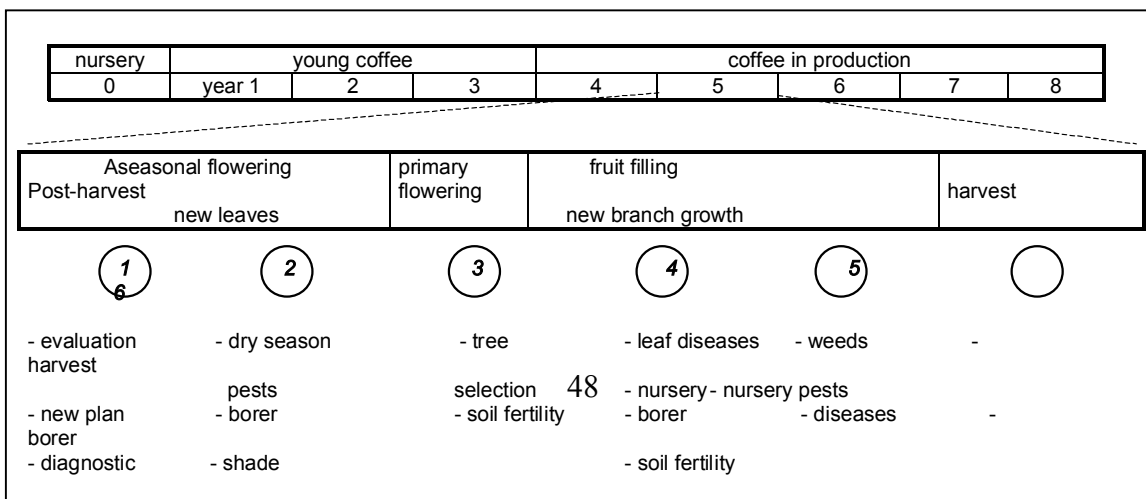 nursery young coffee coffee in production
0 year 1 2 3 4 5 6 7 8
Aseasonal flowering primary fruit filling
Post-harvest flowering harvest
new leaves new branch growth
1 2 3 4 5
6
- evaluation - dry season - tree - leaf diseases - weeds -
harvest
pests selection 48 - nursery - nursery pests
- new plan - borer - soil fertility - borer - diseases -
borer
- diagnostic - shade - soil fertility